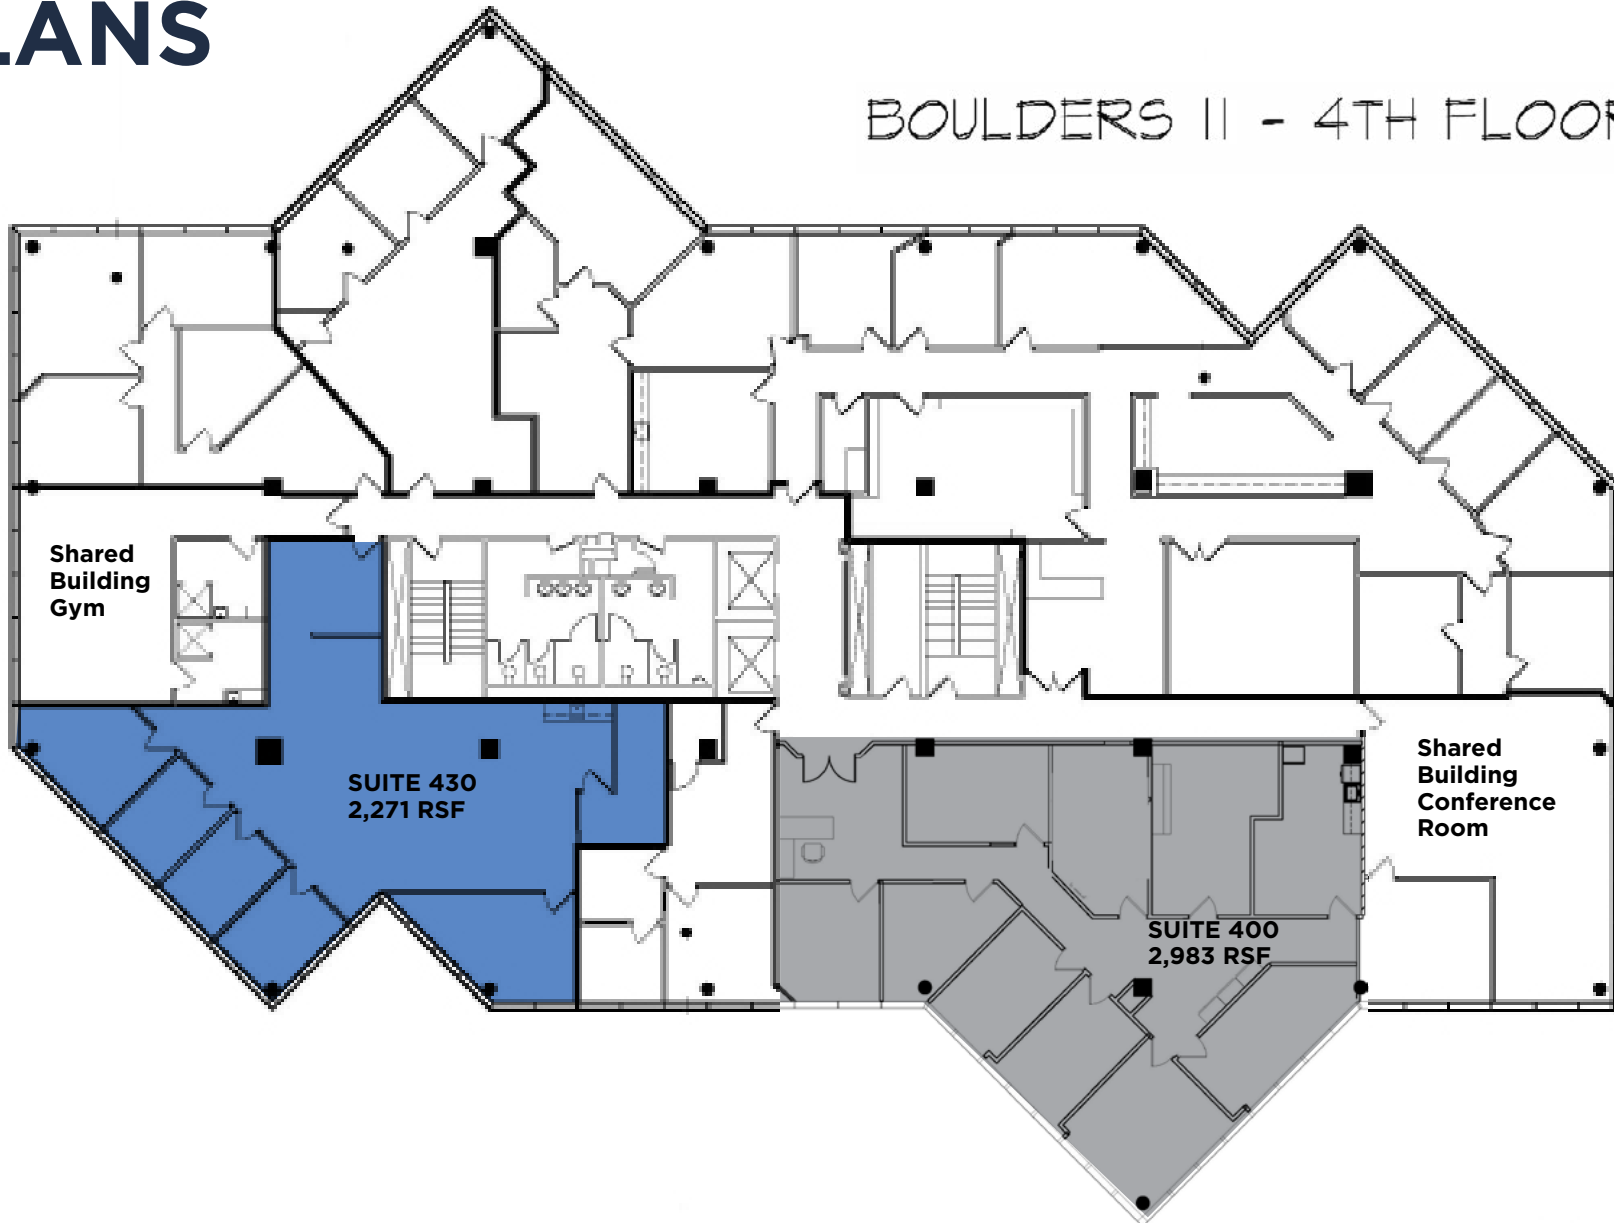 LANS
BOULDERS II - 4TH FLOOR
Shared
Building
Gym
SUITE 430
2,271 RSF
Shared
Building
Conference
Room
SUITE 400
2,983 RSF